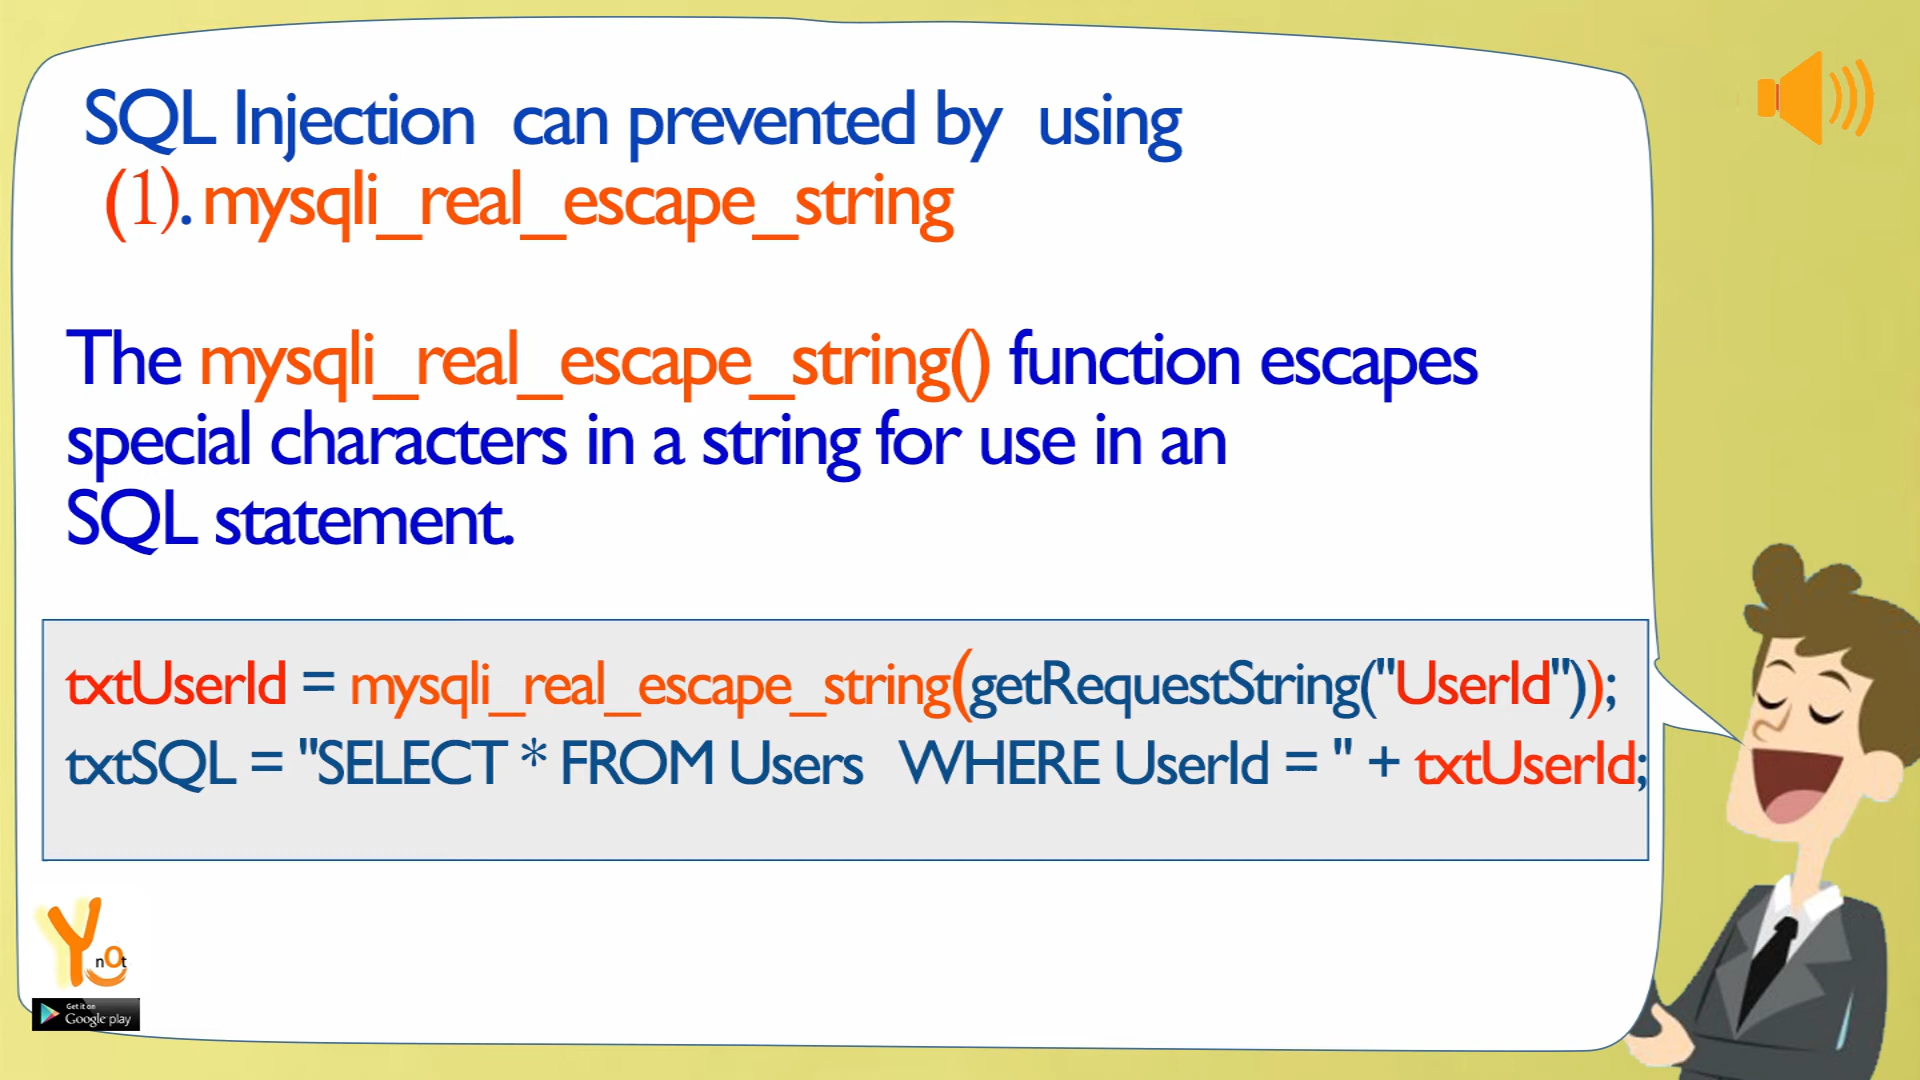 SQL Injection can prevented by using
(1). mysqli_real_escape_string
The mysqli_real_escape_string() function escapes
special characters in a string for use in an
SQL statement.
txtUserId = mysqli_real_escape_string(getRequestString("UserId"));
txtSQL = "SELECT * FROM Users WHERE UserId = " + txtUserId;
Y nOt
Get it on
Google play